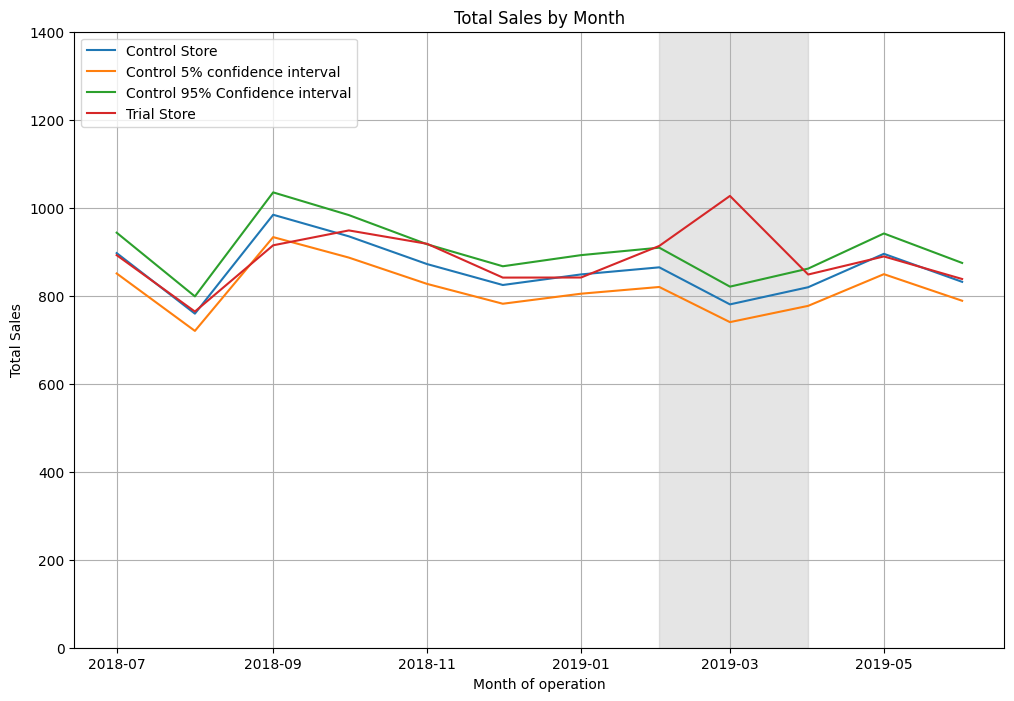 Total Sales by Month
1400
1200
1000
800
600
400
200
0
Total Sales
Control Store
Control 5% confidence interval
Control 95% Confidence interval
Trial Store
2018-07
2018-09
2018-11
2019-01
2019-03
2019-05
Month of operation